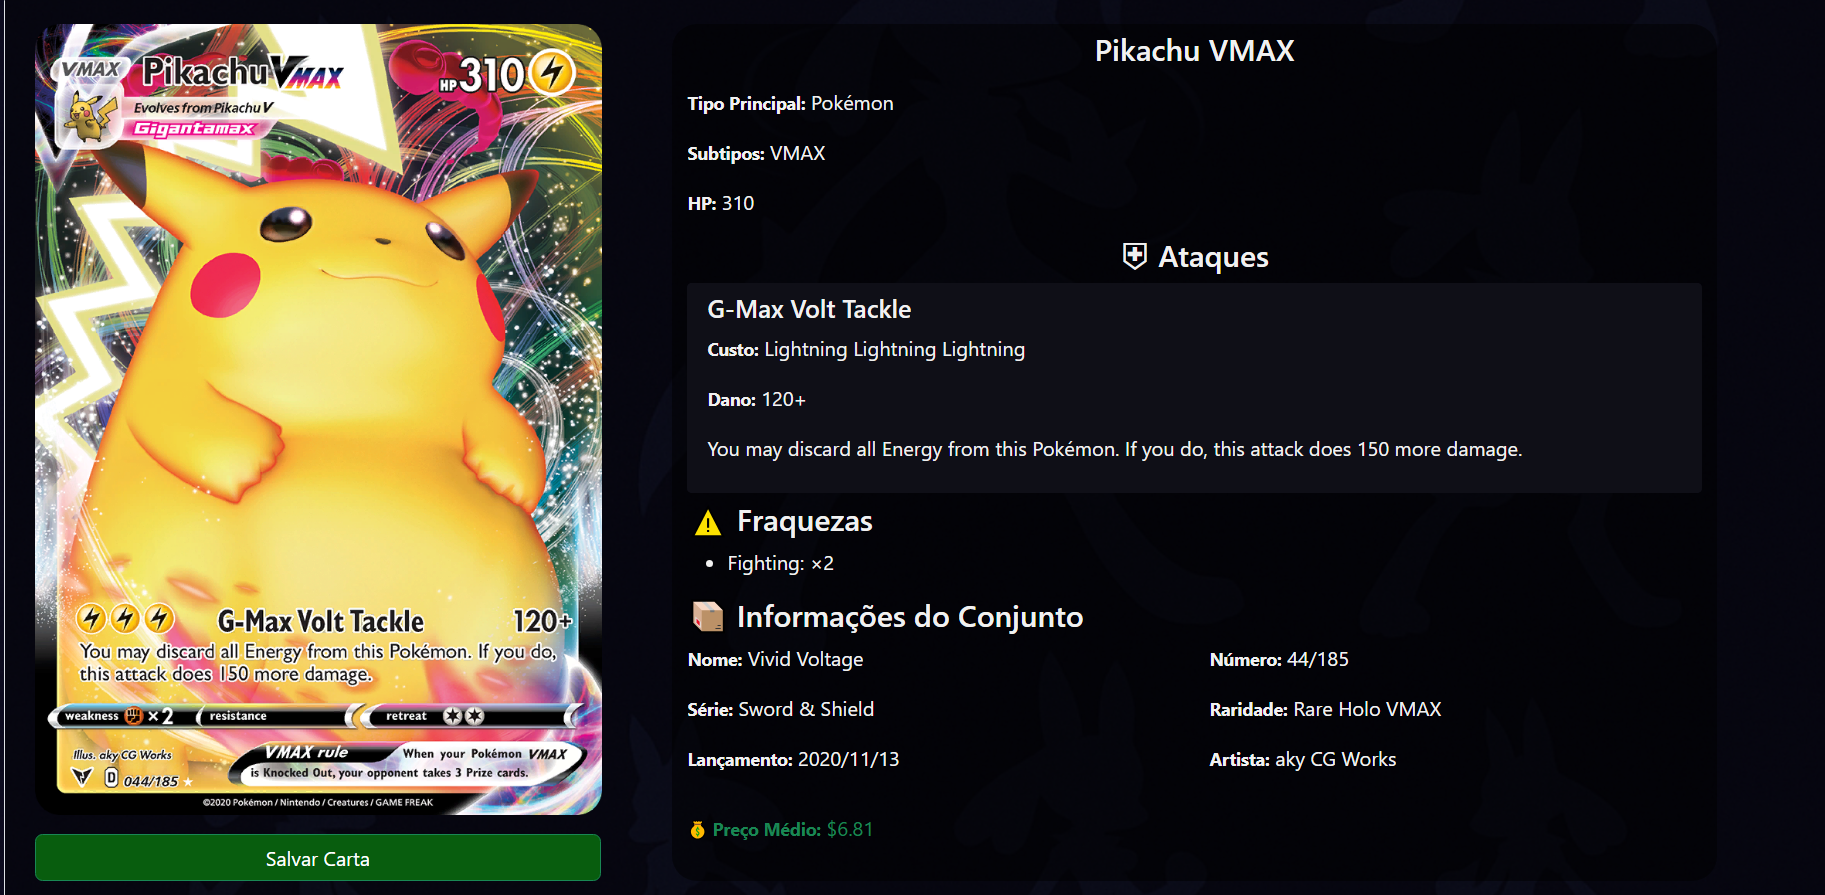 VMAX
Pikachu VMAX
HP 310
Evolves from Pikachu V
Gigantamax
G-Max Volt Tackle 120+
You may discard all Energy from this Pokémon. If you do,
this attack does 150 more damage.
weakness ×2 resistance retreat
Illus. aky CG Works
D 044/185
VMAX rule When your Pokémon VMAX
is Knocked Out, your opponent takes 3 Prize cards.
©2020 Pokémon / Nintendo / Creatures / GAME FREAK
Salvar Carta
Pikachu VMAX
Tipo Principal: Pokémon
Subtipos: VMAX
HP: 310
Ataques
G-Max Volt Tackle
Custo: Lightning Lightning Lightning
Dano: 120+
You may discard all Energy from this Pokémon. If you do, this attack does 150 more damage.
Fraquezas
• Fighting: ×2
Informações do Conjunto
Nome: Vivid Voltage
Número: 44/185
Série: Sword & Shield
Raridade: Rare Holo VMAX
Lançamento: 2020/11/13
Artista: aky CG Works
Preço Médio: $6.81